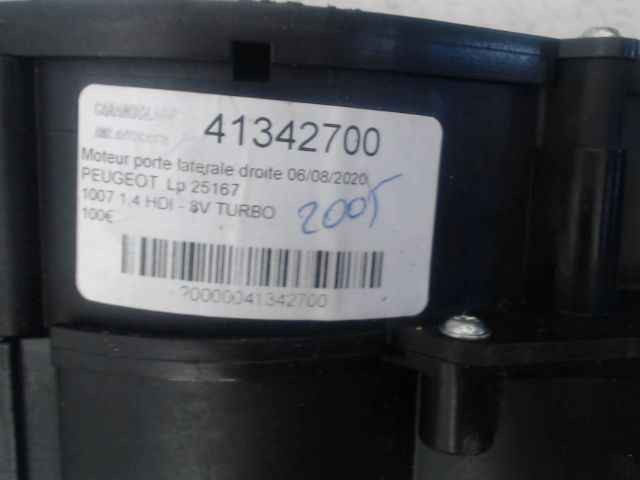 41342700
Moteur porte laterale droite 06/08/2020
PEUGEOT Lp 25167
1007 1.4 HDI - 8V TURBO
100€
2005
20000041342700